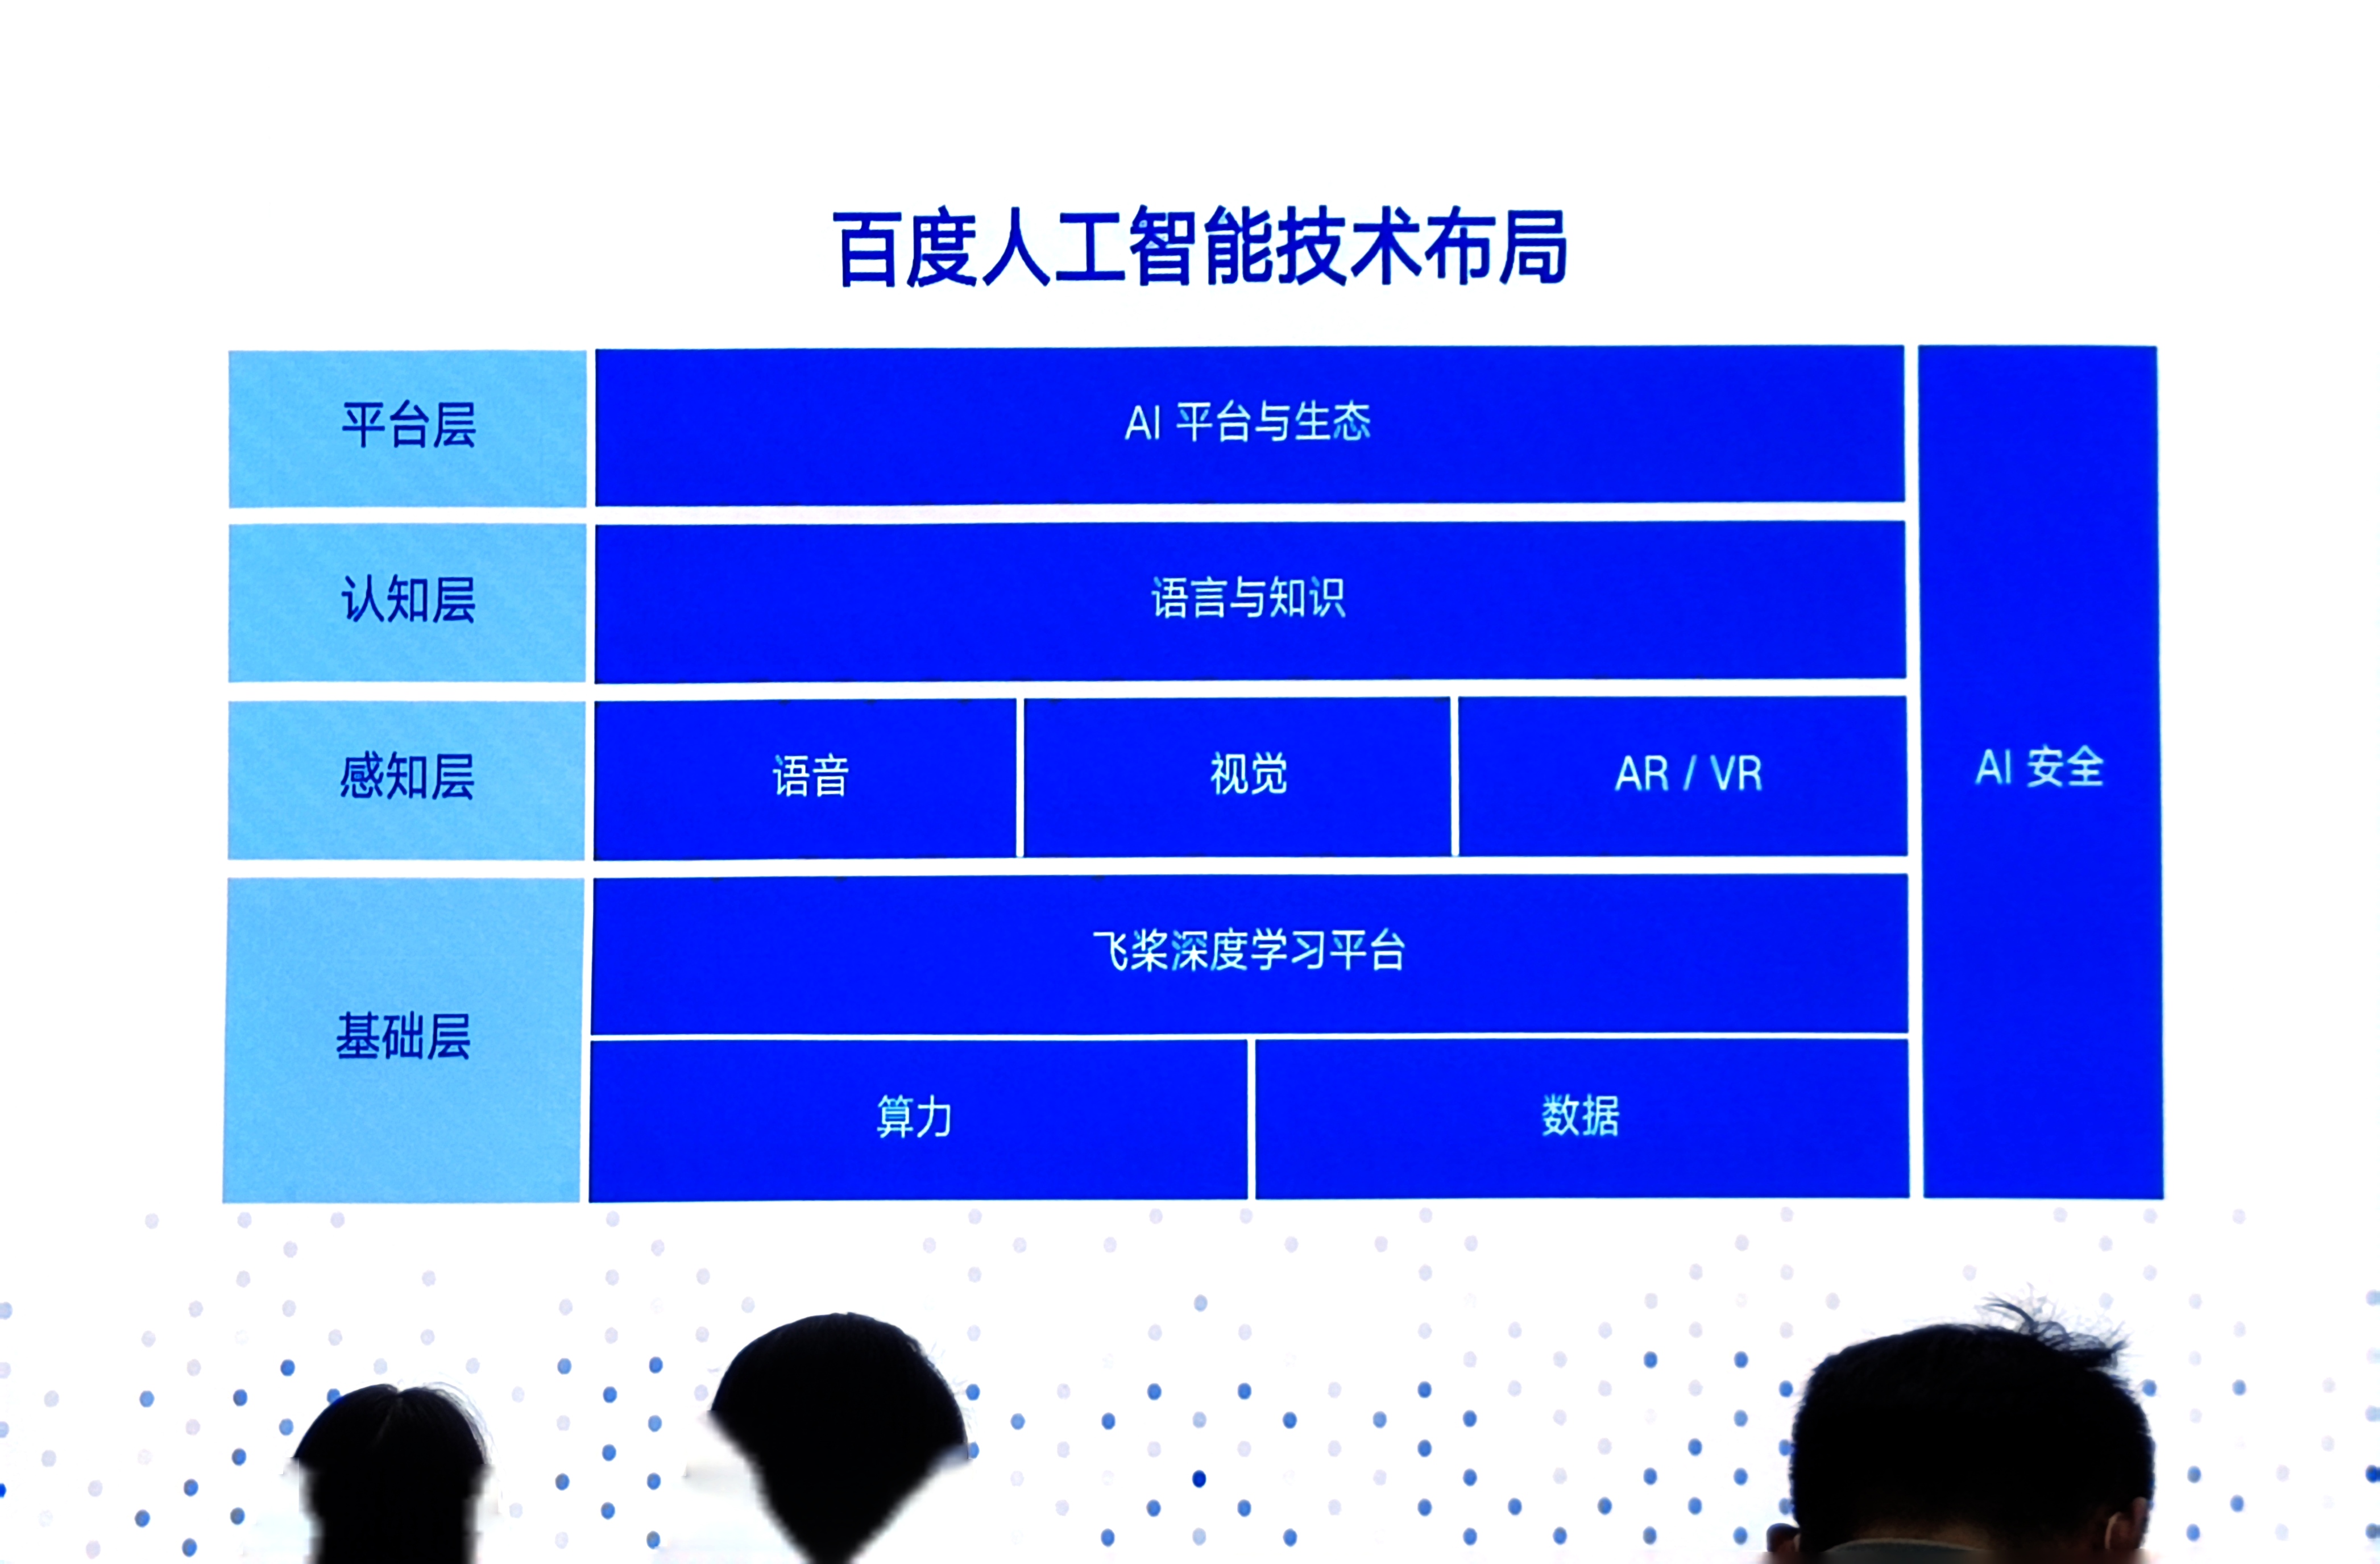 百度人工智能技术布局
平台层
AI 平台与生态
认知层
语言与知识
感知层
语音
视觉
AR / VR
AI 安全
基础层
飞桨深度学习平台
算力
数据